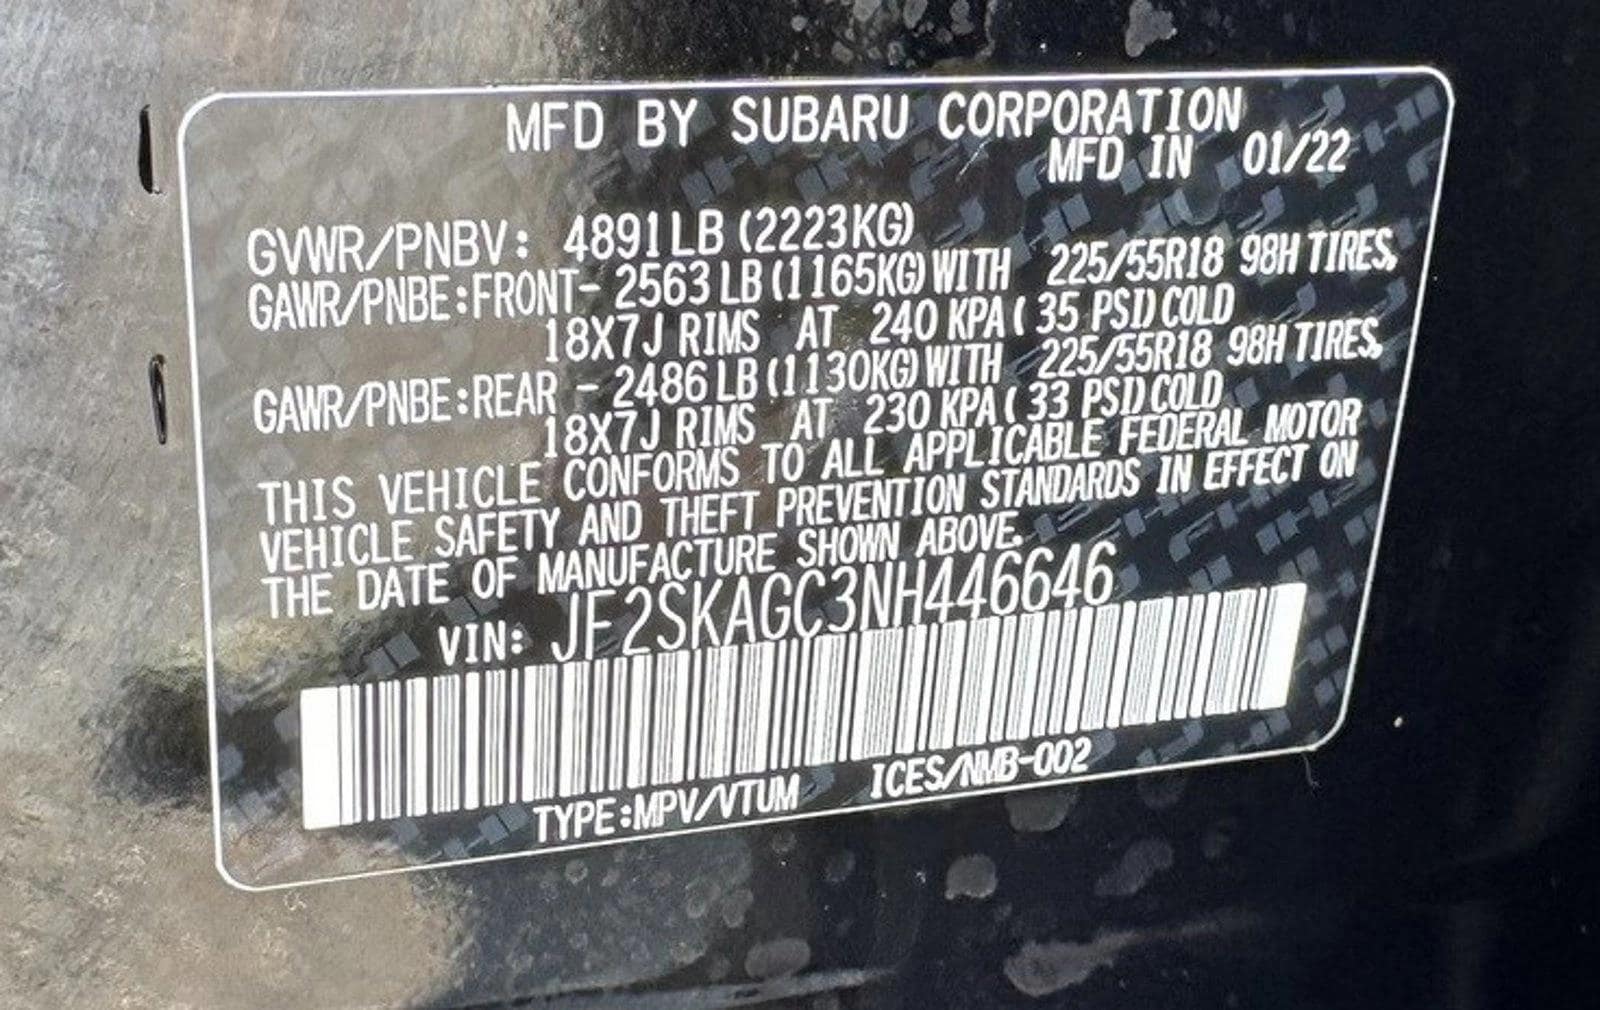 MFD BY SUBARU CORPORATION
MFD IN 01/22
GVWR/PNBV: 4891LB (2223KG)
GAWR/PNBE:FRONT- 2563 LB (1165KG) WITH 225/55R18 98H TIRES,
18X7J RIMS AT 240 KPA ( 35 PSI) COLD
GAWR/PNBE:REAR - 2486 LB (1130KG) WITH 225/55R18 98H TIRES,
18X7J RIMS AT 230 KPA ( 33 PSI) COLD
THIS VEHICLE CONFORMS TO ALL APPLICABLE FEDERAL MOTOR
VEHICLE SAFETY AND THEFT PREVENTION STANDARDS IN EFFECT ON
THE DATE OF MANUFACTURE SHOWN ABOVE.
VIN: JF2SKAGC3NH446646
TYPE:MPV/VTUM ICES/NMB-002